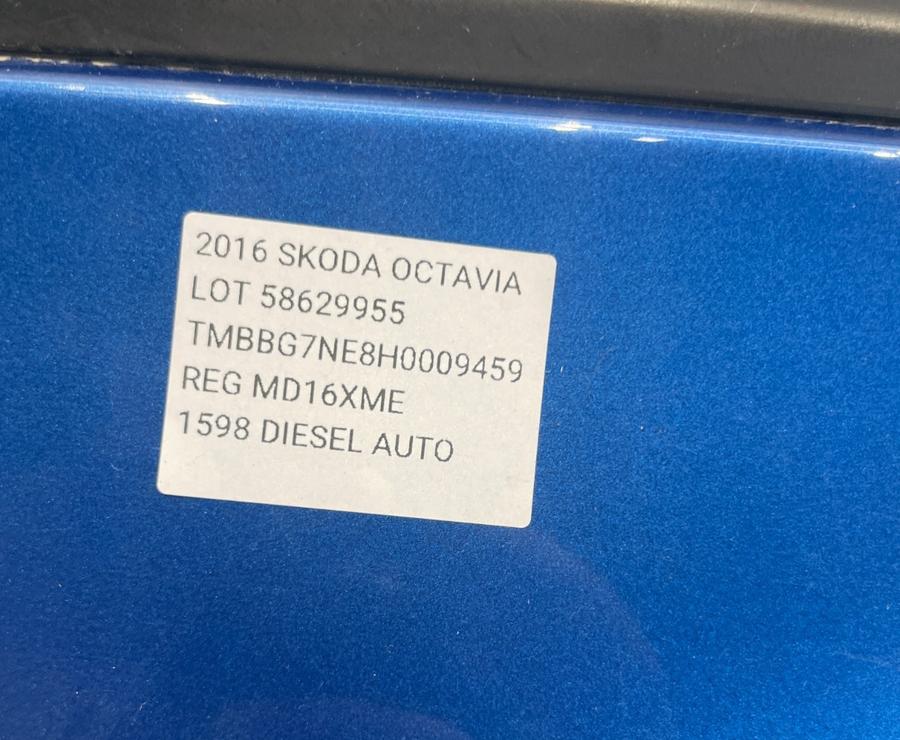 2016 SKODA OCTAVIA
LOT 58629955
TMBBG7NE8H0009459
REG MD16XME
1598 DIESEL AUTO